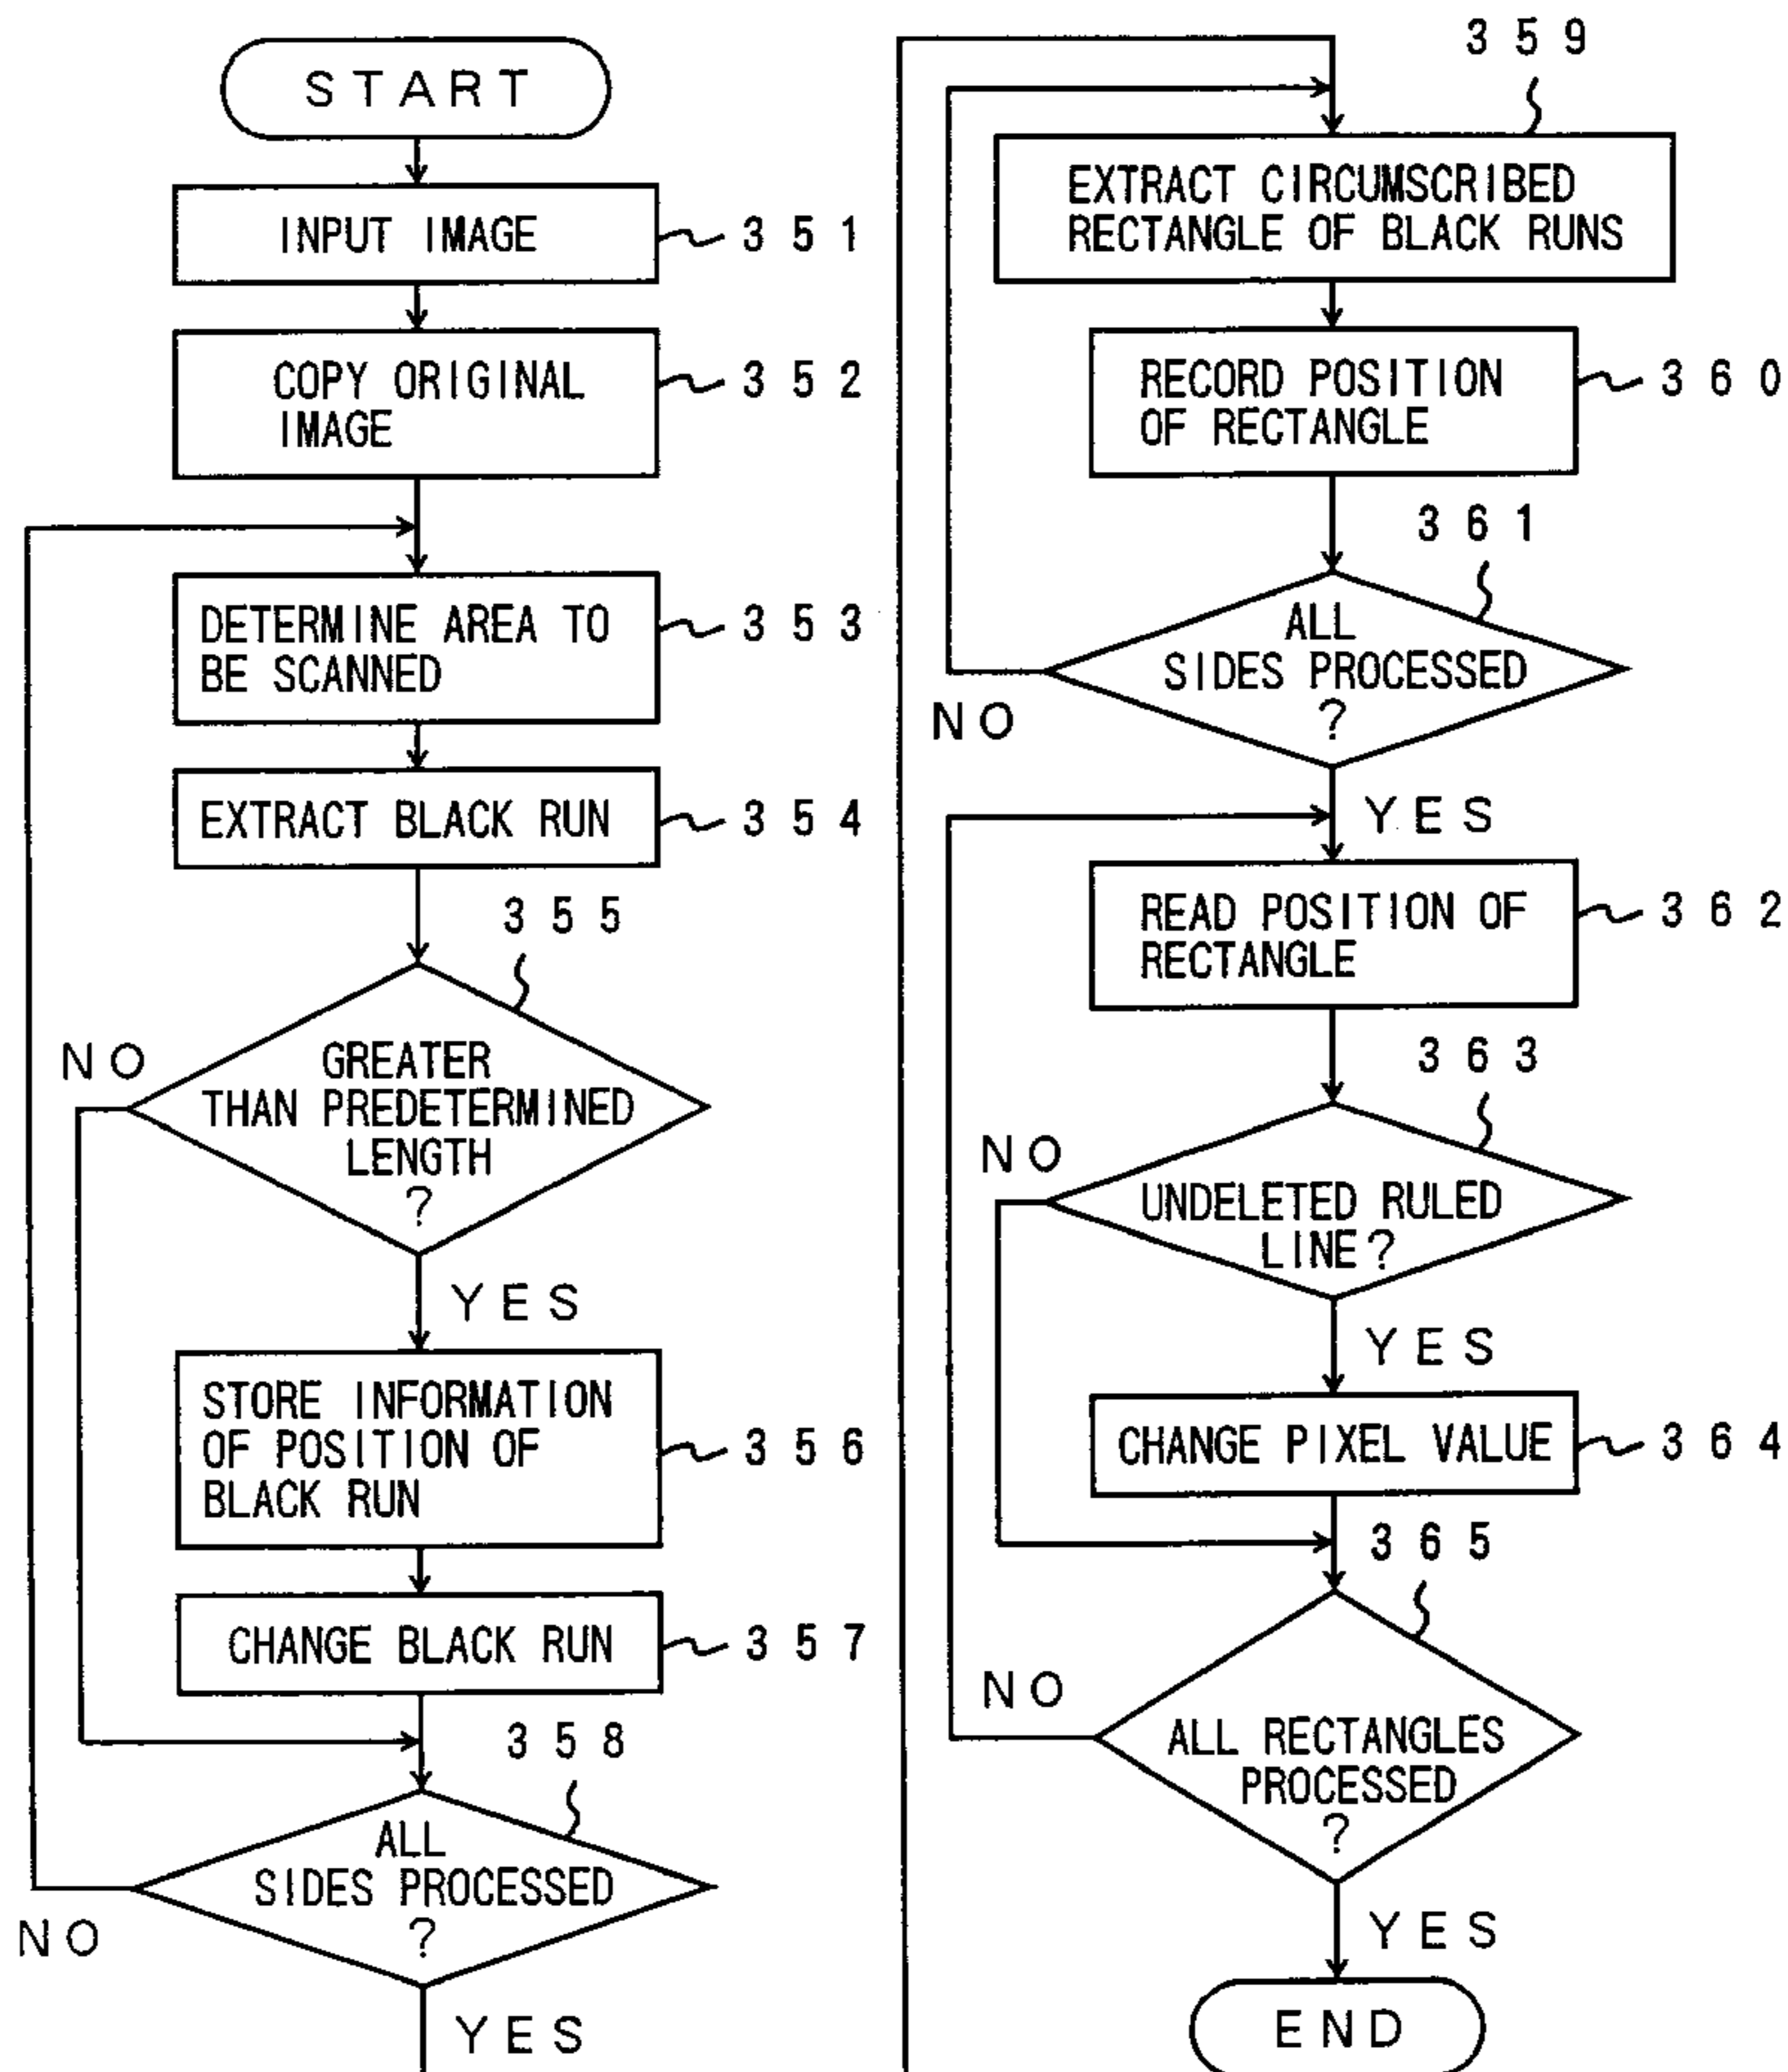 START
INPUT IMAGE
351
COPY ORIGINAL
IMAGE
352
DETERMINE AREA TO
BE SCANNED
353
EXTRACT BLACK RUN
354
355
GREATER
THAN PREDETERMINED
LENGTH
?
NO
YES
STORE INFORMATION
OF POSITION OF
BLACK RUN
356
CHANGE BLACK RUN
357
358
ALL
SIDES PROCESSED
?
NO
YES
359
EXTRACT CIRCUMSCRIBED
RECTANGLE OF BLACK RUNS
RECORD POSITION
OF RECTANGLE
360
361
ALL
SIDES PROCESSED
?
NO
YES
READ POSITION OF
RECTANGLE
362
363
NO
UNDELETED RULED
LINE?
YES
CHANGE PIXEL VALUE
364
365
NO
ALL RECTANGLES
PROCESSED
?
YES
END